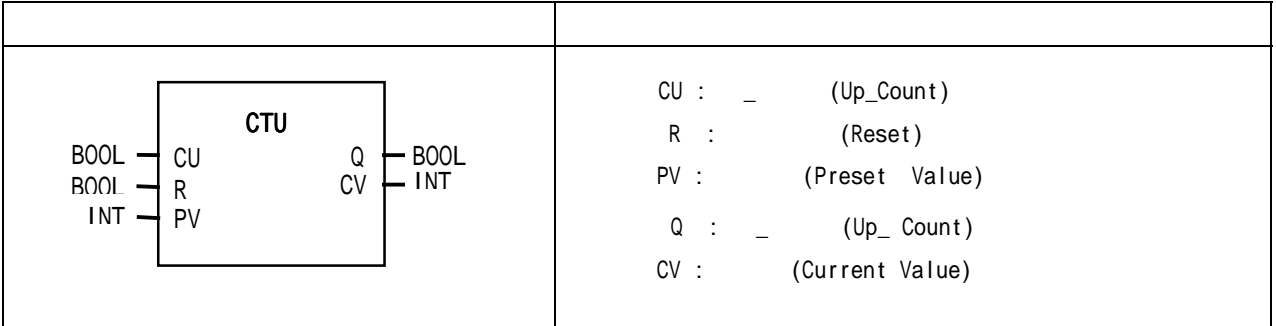 CTU
BOOL CU Q BOOL
BOOL R CV INT
INT PV
CU : _ (Up_Count)
R : (Reset)
PV : (Preset Value)
Q : _ (Up_ Count)
CV : (Current Value)